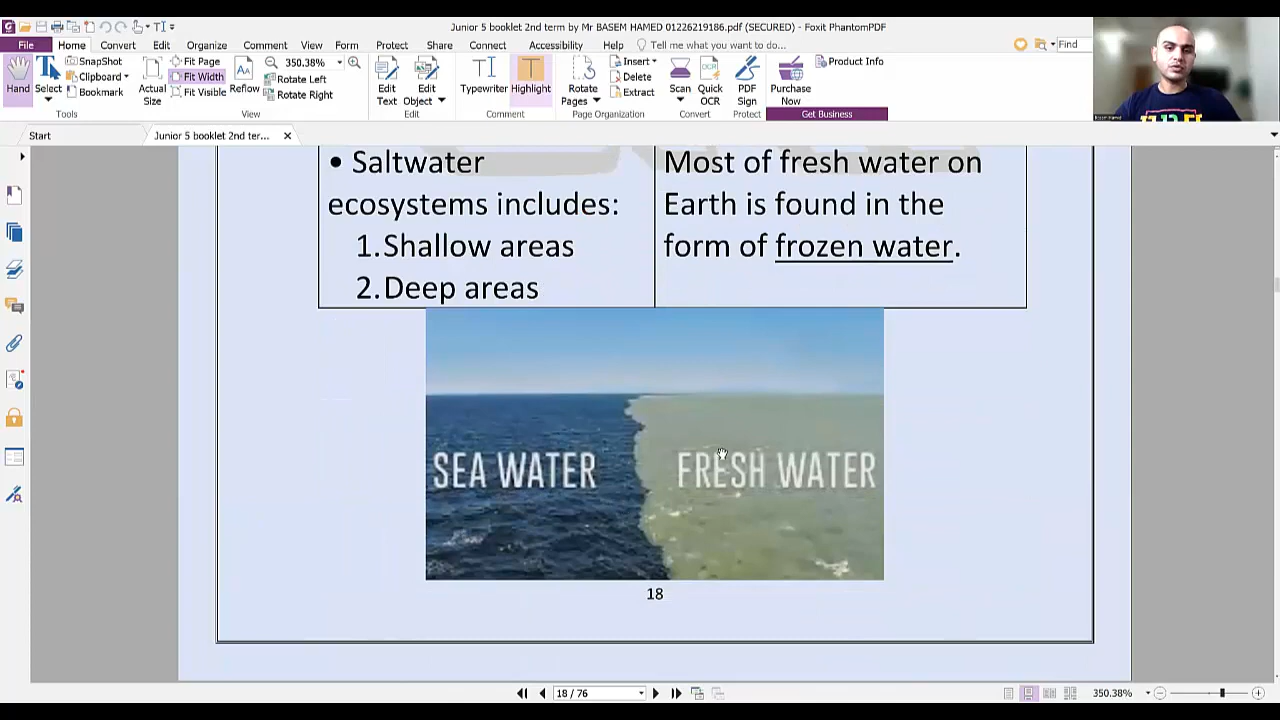 Junior 5 booklet 2nd term by Mr BASEM HAMED 01226219186.pdf (SECURED) - Foxit PhantomPDF
File Home Convert Edit Organize Comment View Form Protect Share Connect Accessibility Help Tell me what you want to do... Find
Hand
Select
SnapShot
Clipboard
Bookmark
Tools
Actual Size
Fit Page
Fit Width
Fit Visible
Reflow
350.38%
Rotate Left
Rotate Right
View
Edit Text
Edit Object
Edit
Typewriter
Highlight
Comment
Rotate Pages
Insert
Delete
Extract
Page Organization
Scan
Quick OCR
Convert
PDF Sign
Protect
Purchase Now
Product Info
Get Business
Start
Junior 5 booklet 2nd ter...
• Saltwater
ecosystems includes:
1.Shallow areas
2.Deep areas
Most of fresh water on
Earth is found in the
form of frozen water.
SEA WATER
FRESH WATER
18
18 / 76
350.38%